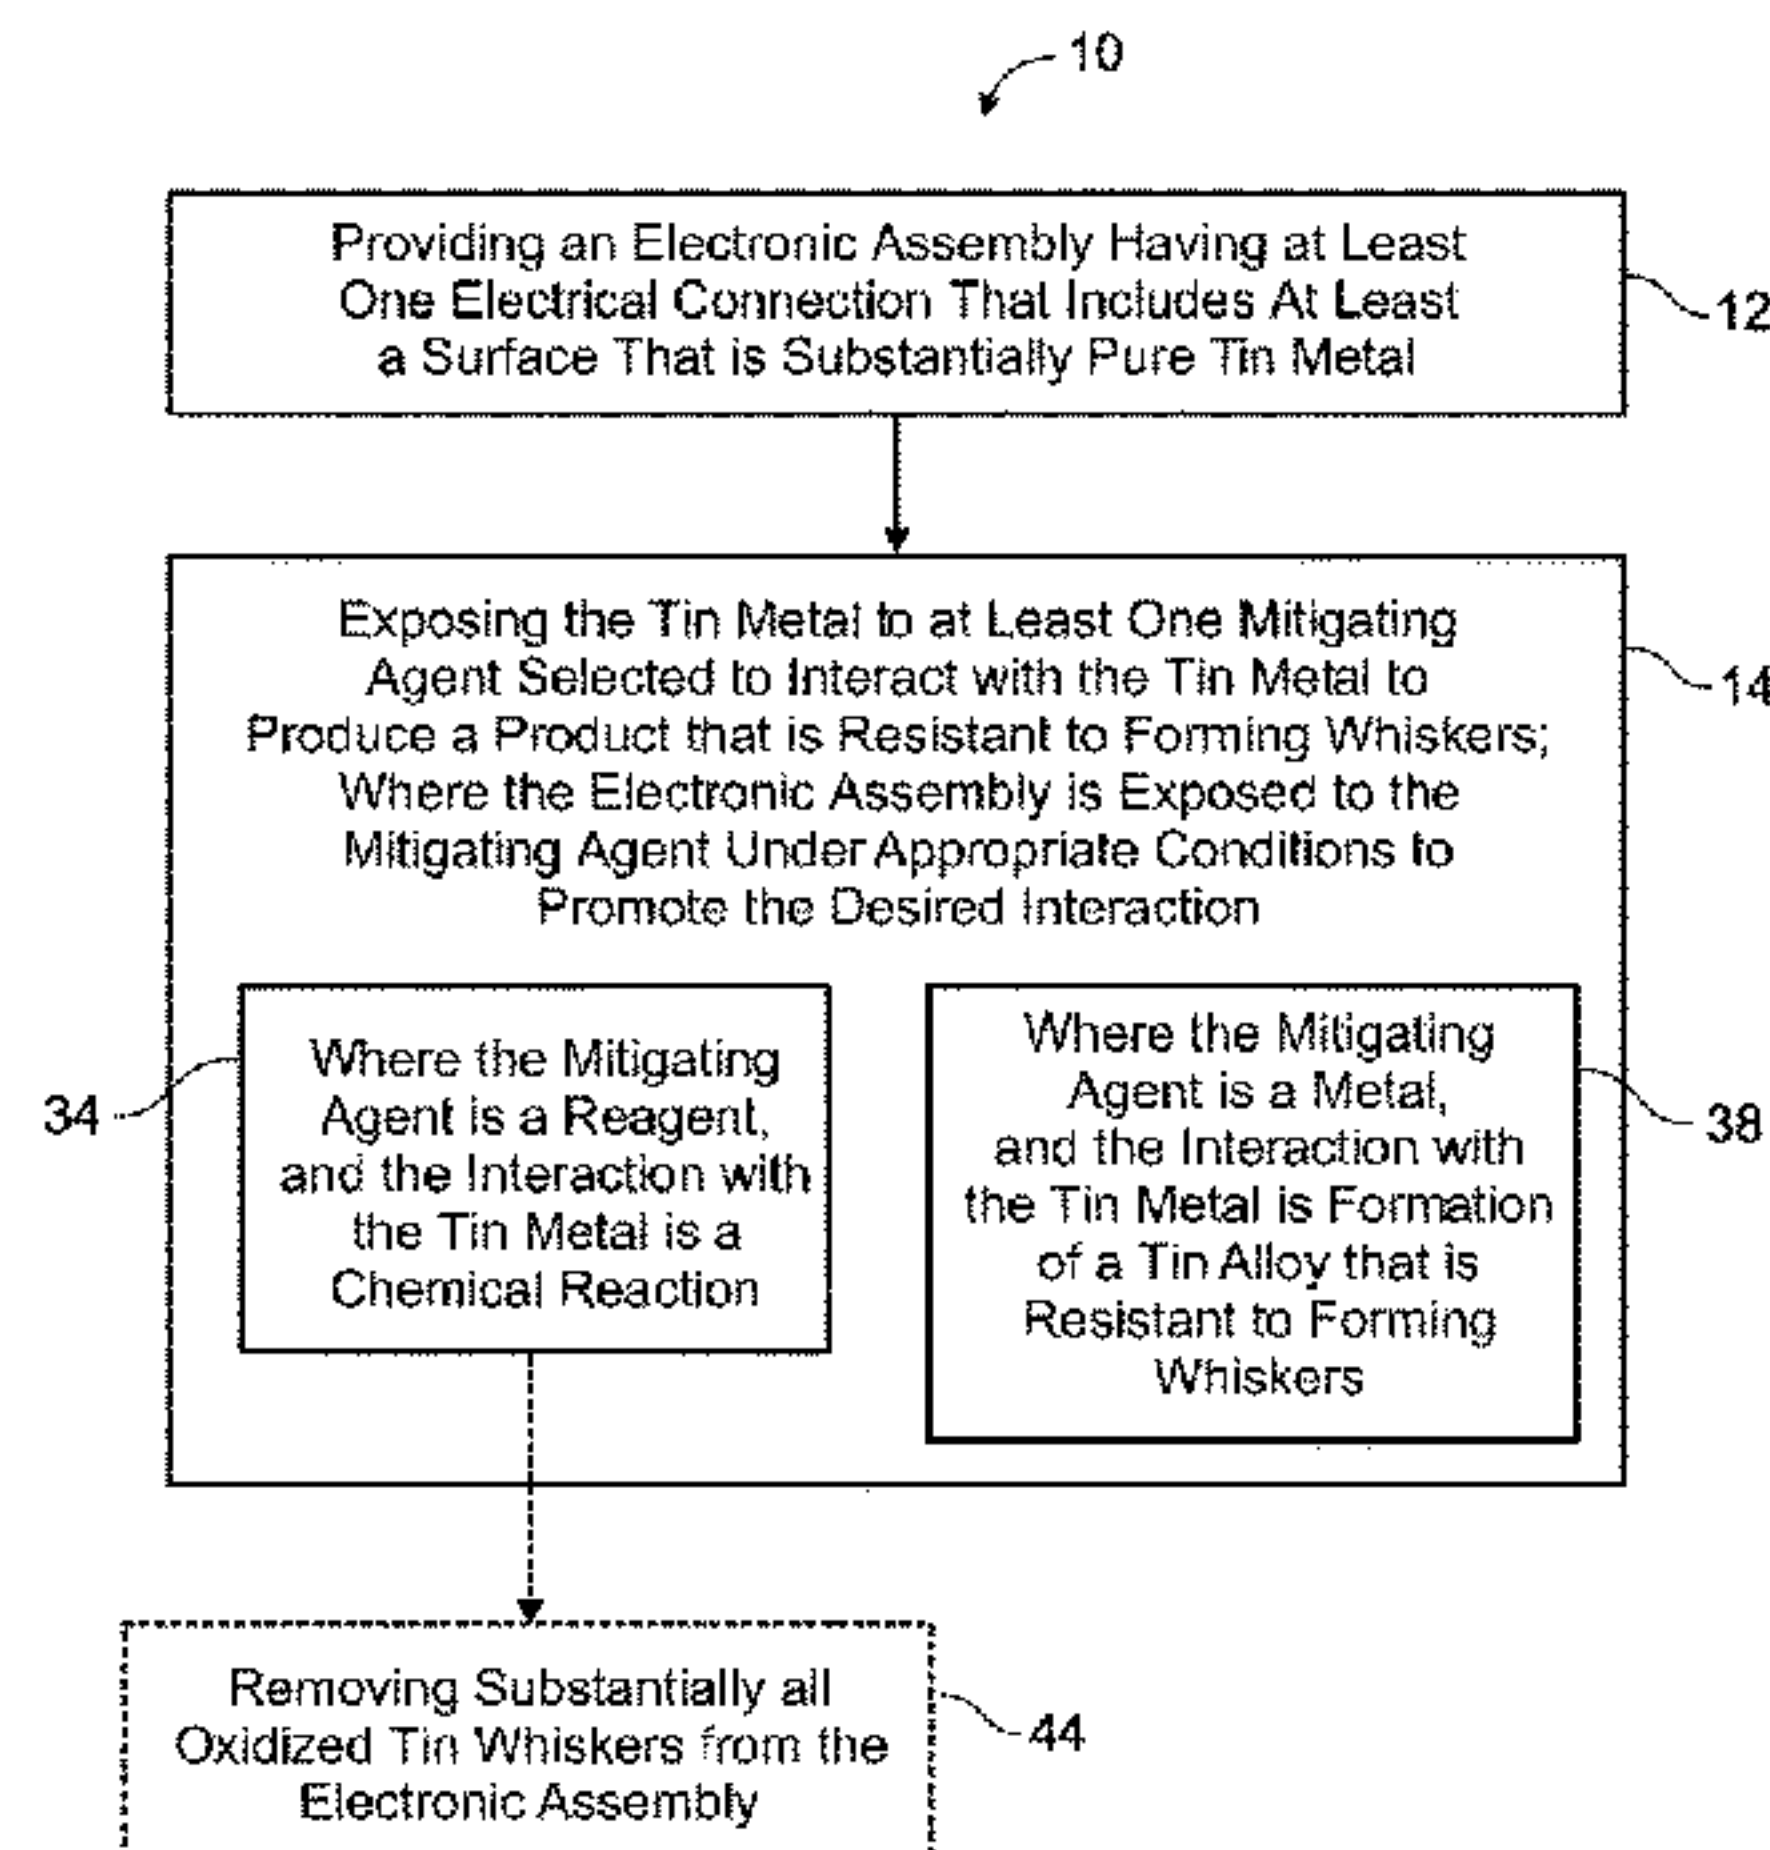 10
Providing an Electronic Assembly Having at Least
One Electrical Connection That Includes At Least
a Surface That is Substantially Pure Tin Metal
12
Exposing the Tin Metal to at Least One Mitigating
Agent Selected to Interact with the Tin Metal to
Produce a Product that is Resistant to Forming Whiskers;
Where the Electronic Assembly is Exposed to the
Mitigating Agent Under Appropriate Conditions to
Promote the Desired Interaction
14
34
Where the Mitigating
Agent is a Reagent,
and the Interaction with
the Tin Metal is a
Chemical Reaction
Where the Mitigating
Agent is a Metal,
and the Interaction with
the Tin Metal is Formation
of a Tin Alloy that is
Resistant to Forming
Whiskers
38
Removing Substantially all
Oxidized Tin Whiskers from the
Electronic Assembly
44